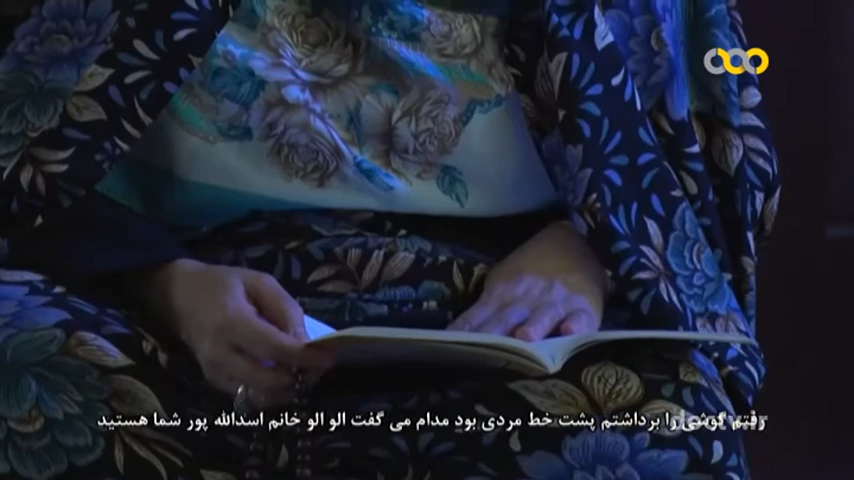 رفتم گوشی را برداشتم پشت خط مردی بود مدام می گفت الو الو خانم اسدالله پور شما هستید